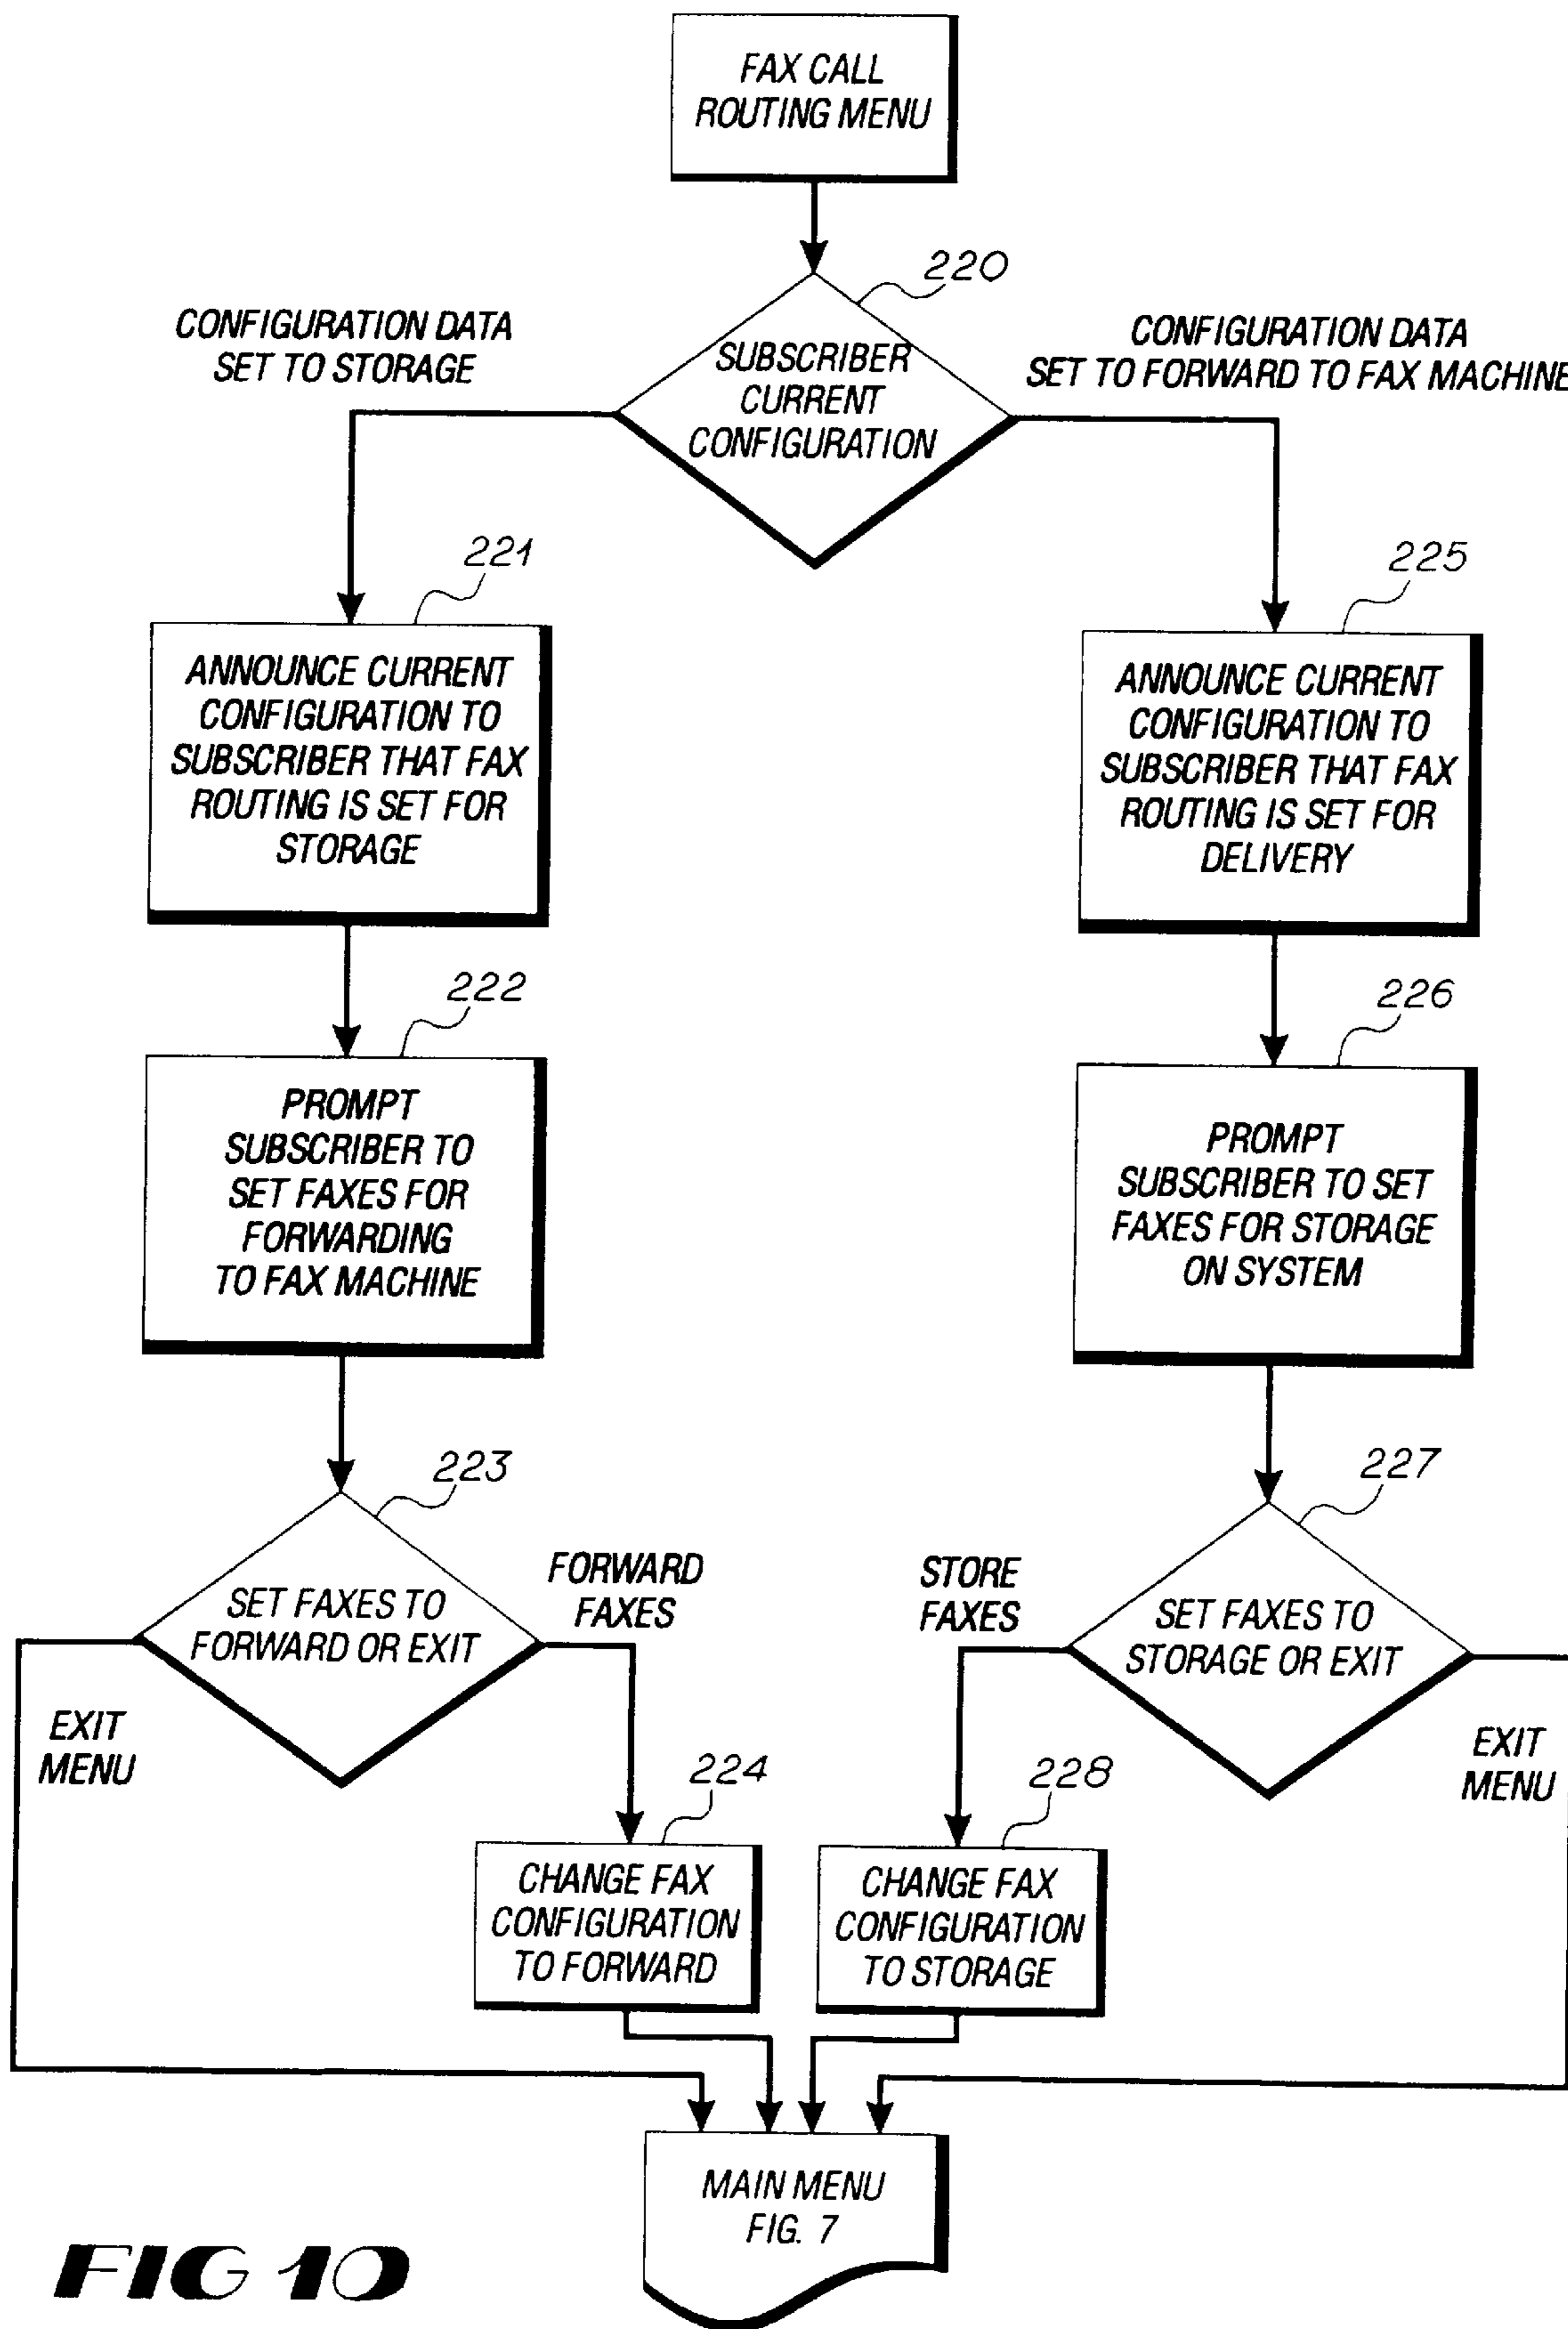 FAX CALL
ROUTING MENU
220
CONFIGURATION DATA
SET TO STORAGE
SUBSCRIBER
CURRENT
CONFIGURATION
CONFIGURATION DATA
SET TO FORWARD TO FAX MACHINE
221
ANNOUNCE CURRENT
CONFIGURATION TO
SUBSCRIBER THAT FAX
ROUTING IS SET FOR
STORAGE
225
ANNOUNCE CURRENT
CONFIGURATION TO
SUBSCRIBER THAT FAX
ROUTING IS SET FOR
DELIVERY
222
PROMPT
SUBSCRIBER TO
SET FAXES FOR
FORWARDING
TO FAX MACHINE
226
PROMPT
SUBSCRIBER TO SET
FAXES FOR STORAGE
ON SYSTEM
223
SET FAXES TO
FORWARD OR EXIT
FORWARD
FAXES
EXIT
MENU
227
STORE
FAXES
SET FAXES TO
STORAGE OR EXIT
EXIT
MENU
224
CHANGE FAX
CONFIGURATION
TO FORWARD
228
CHANGE FAX
CONFIGURATION
TO STORAGE
MAIN MENU
FIG. 7
FIG 10